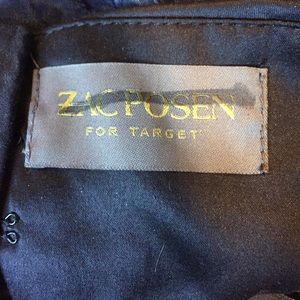 ZAC POSEN
FOR TARGET